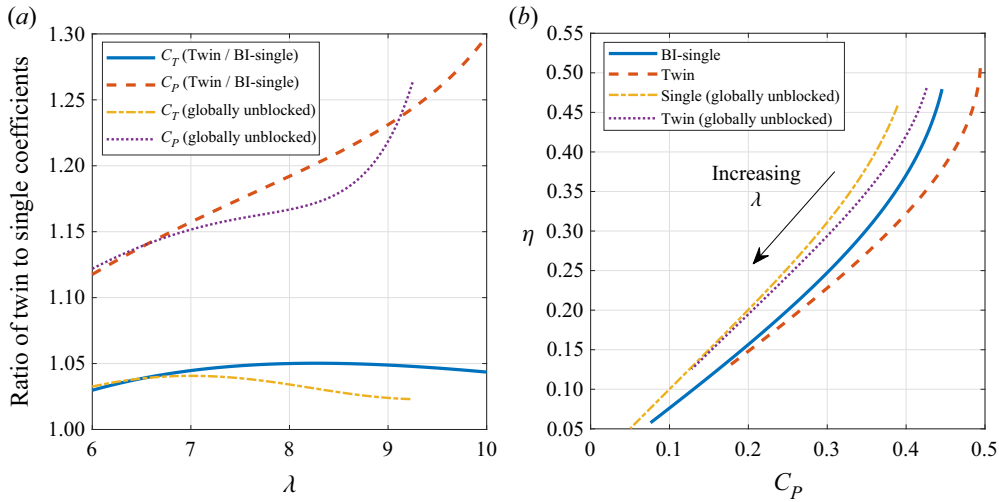 (a)
1.30
1.25
1.20
1.15
1.10
1.05
1.00
Ratio of twin to single coefficients
C_T (Twin / BI-single)
C_P (Twin / BI-single)
C_T (globally unblocked)
C_P (globally unblocked)
6 7 8 9 10
λ
(b)
0.55
0.50
0.45
0.40
0.35
0.30
0.25
0.20
0.15
0.10
0.05
η
BI-single
Twin
Single (globally unblocked)
Twin (globally unblocked)
Increasing
λ
0 0.1 0.2 0.3 0.4 0.5
C_P